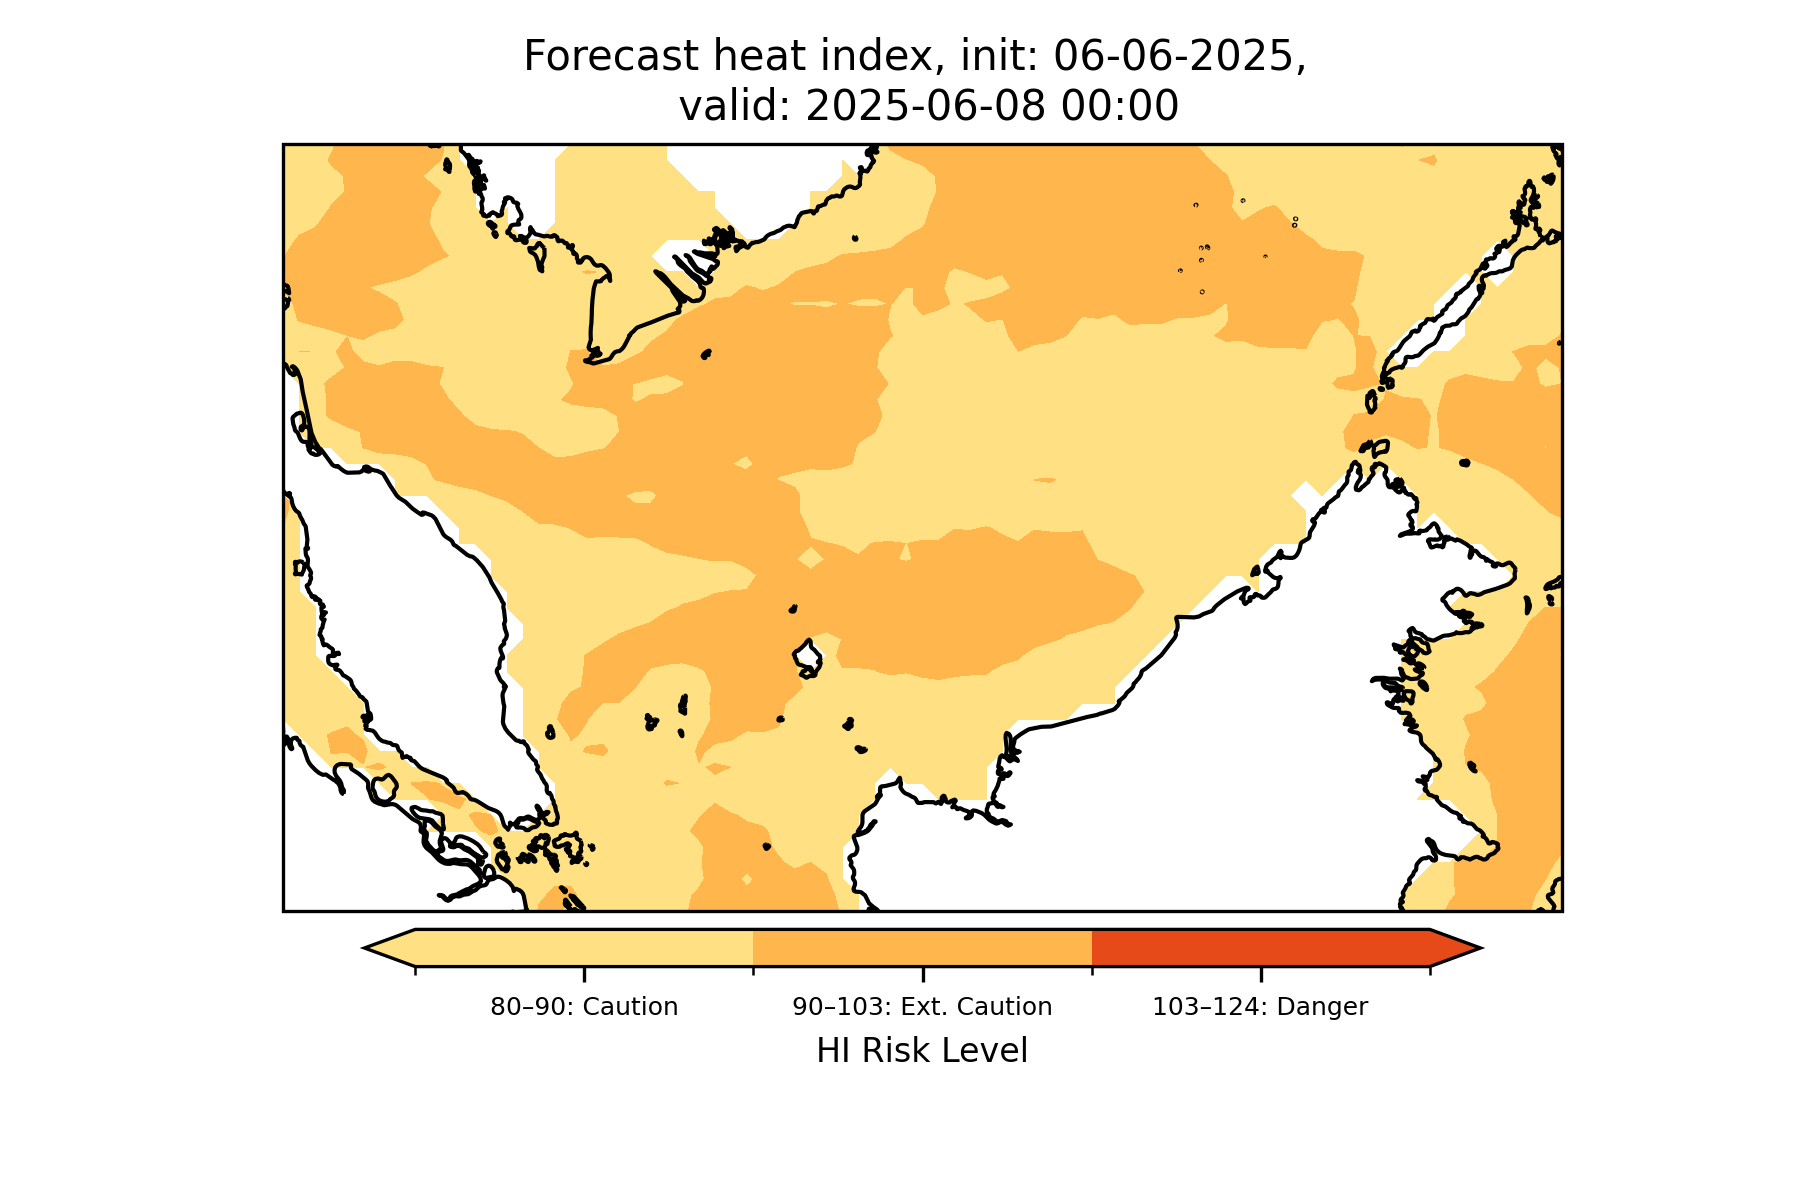 Forecast heat index, init: 06-06-2025,
valid: 2025-06-08 00:00
80–90: Caution
90–103: Ext. Caution
103–124: Danger
HI Risk Level